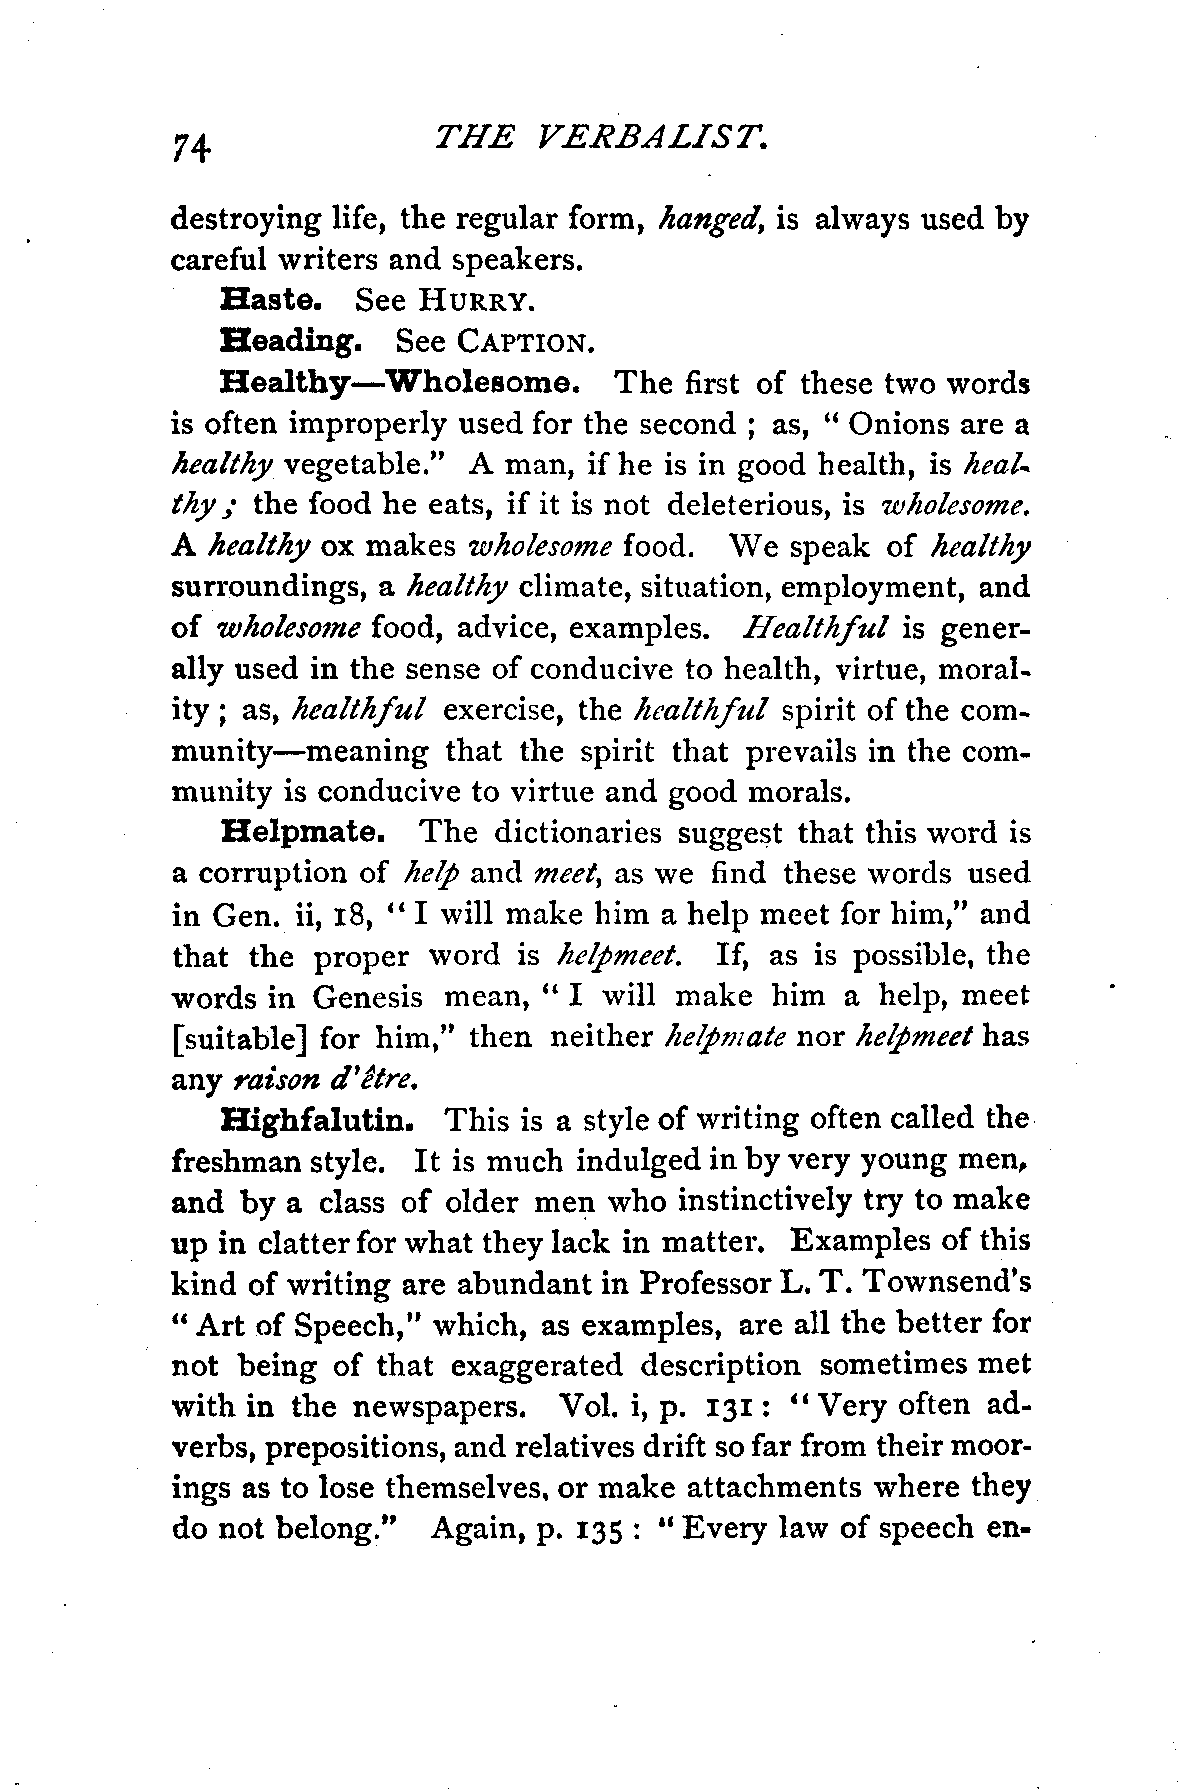 74 THE VERBALIST.
destroying life, the regular form, hanged, is always used by
careful writers and speakers.
Haste. See HURRY.
Heading. See CAPTION.
Healthy—Wholesome. The first of these two words
is often improperly used for the second ; as, " Onions are a
healthy vegetable." A man, if he is in good health, is heal-
thy ; the food he eats, if it is not deleterious, is wholesome.
A healthy ox makes wholesome food. We speak of healthy
surroundings, a healthy climate, situation, employment, and
of wholesome food, advice, examples. Healthful is gener-
ally used in the sense of conducive to health, virtue, moral-
ity ; as, healthful exercise, the healthful spirit of the com-
munity—meaning that the spirit that prevails in the com-
munity is conducive to virtue and good morals.
Helpmate. The dictionaries suggest that this word is
a corruption of help and meet, as we find these words used
in Gen. ii, 18, " I will make him a help meet for him," and
that the proper word is helpmeet. If, as is possible, the
words in Genesis mean, " I will make him a help, meet
[suitable] for him," then neither helpmate nor helpmeet has
any raison d'être.
Highfalutin. This is a style of writing often called the
freshman style. It is much indulged in by very young men,
and by a class of older men who instinctively try to make
up in clatter for what they lack in matter. Examples of this
kind of writing are abundant in Professor L. T. Townsend's
" Art of Speech," which, as examples, are all the better for
not being of that exaggerated description sometimes met
with in the newspapers. Vol. i, p. 131 : " Very often ad-
verbs, prepositions, and relatives drift so far from their moor-
ings as to lose themselves, or make attachments where they
do not belong." Again, p. 135 : " Every law of speech en-